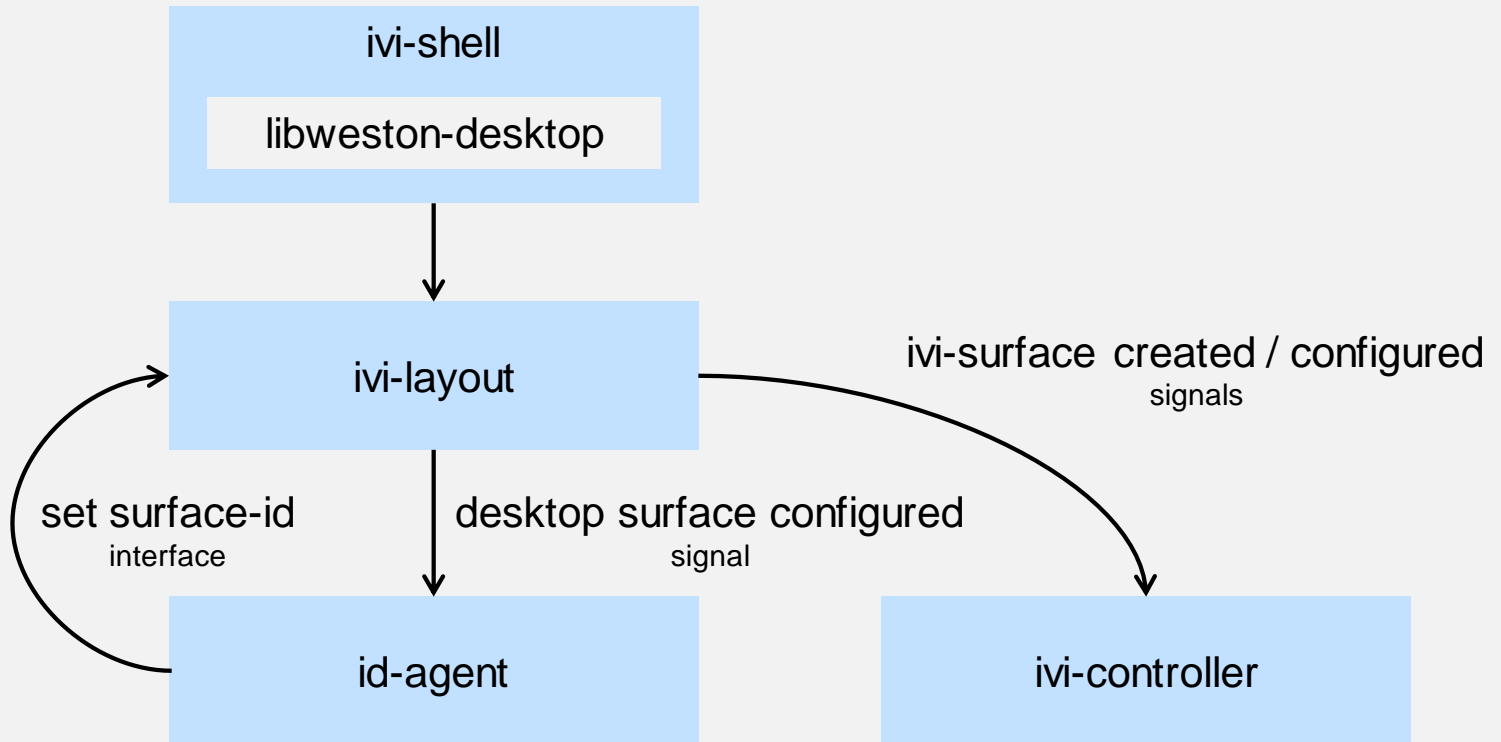 ivi-shell
libweston-desktop
ivi-layout
ivi-surface created / configured
signals
set surface-id
interface
desktop surface configured
signal
id-agent
ivi-controller